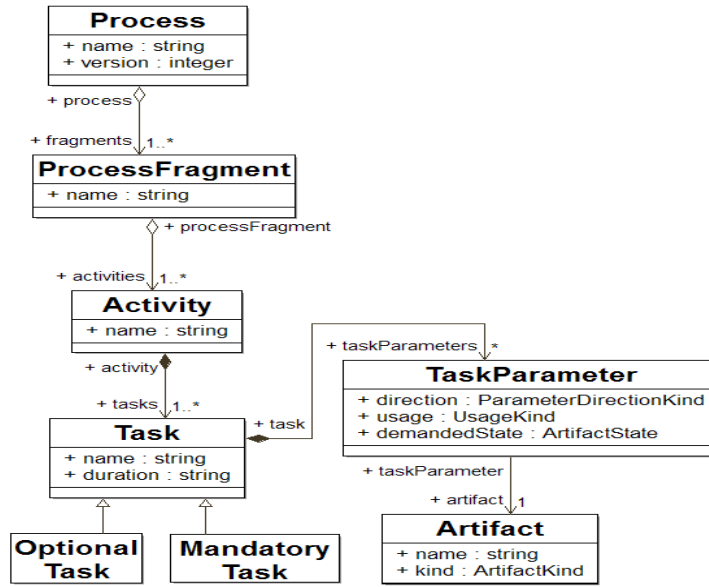 Process
+ name : string
+ version : integer
+ process
+ fragments 1..*
ProcessFragment
+ name : string
+ processFragment
+ activities 1..*
Activity
+ name : string
+ activity
+ tasks 1..*
Task
+ name : string
+ duration : string
+ task
+ taskParameters *
TaskParameter
+ direction : ParameterDirectionKind
+ usage : UsageKind
+ demandedState : ArtifactState
+ taskParameter
+ artifact 1
Optional
Task
Mandatory
Task
Artifact
+ name : string
+ kind : ArtifactKind